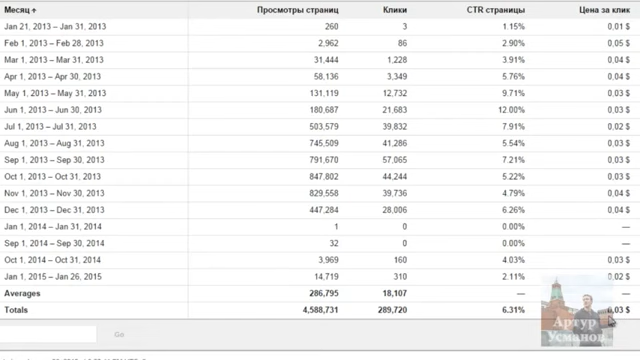 Месяц Просмотры страниц Клики CTR страницы Цена за клик
Jan 21, 2013 – Jan 31, 2013 260 3 1.15% 0,01 $
Feb 1, 2013 – Feb 28, 2013 2,962 86 2.90% 0,05 $
Mar 1, 2013 – Mar 31, 2013 31,444 1,228 3.91% 0,04 $
Apr 1, 2013 – Apr 30, 2013 58,136 3,349 5.76% 0,04 $
May 1, 2013 – May 31, 2013 131,119 12,732 9.71% 0,03 $
Jun 1, 2013 – Jun 30, 2013 180,687 21,683 12.00% 0,03 $
Jul 1, 2013 – Jul 31, 2013 503,579 39,832 7.91% 0,02 $
Aug 1, 2013 – Aug 31, 2013 745,509 41,286 5.54% 0,03 $
Sep 1, 2013 – Sep 30, 2013 791,670 57,065 7.21% 0,03 $
Oct 1, 2013 – Oct 31, 2013 847,802 44,244 5.22% 0,03 $
Nov 1, 2013 – Nov 30, 2013 829,558 39,736 4.79% 0,04 $
Dec 1, 2013 – Dec 31, 2013 447,284 28,006 6.26% 0,04 $
Jan 1, 2014 – Jan 31, 2014 1 0 0.00% —
Sep 1, 2014 – Sep 30, 2014 32 0 0.00% —
Oct 1, 2014 – Oct 31, 2014 3,969 160 4.03% 0,03 $
Jan 1, 2015 – Jan 26, 2015 14,719 310 2.11% 0,02 $
Averages 286,795 18,107 — —
Totals 4,588,731 289,720 6.31% 0,03 $
Go
Артур
Усманов